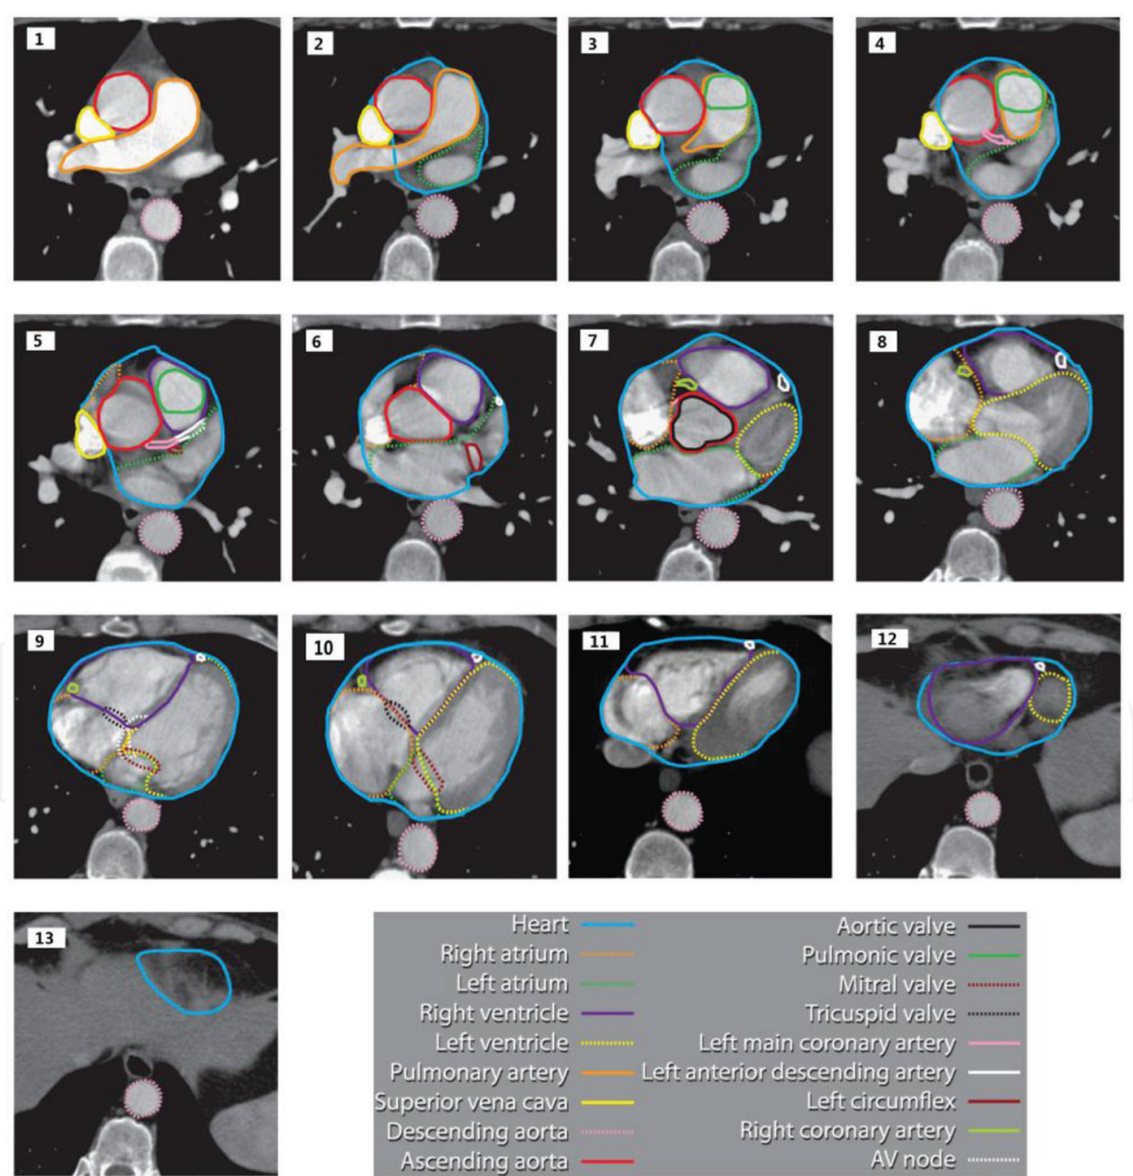 1
2
3
4
5
6
7
8
9
10
11
12
13
Heart
Right atrium
Left atrium
Right ventricle
Left ventricle
Pulmonary artery
Superior vena cava
Descending aorta
Ascending aorta
Aortic valve
Pulmonic valve
Mitral valve
Tricuspid valve
Left main coronary artery
Left anterior descending artery
Left circumflex
Right coronary artery
AV node